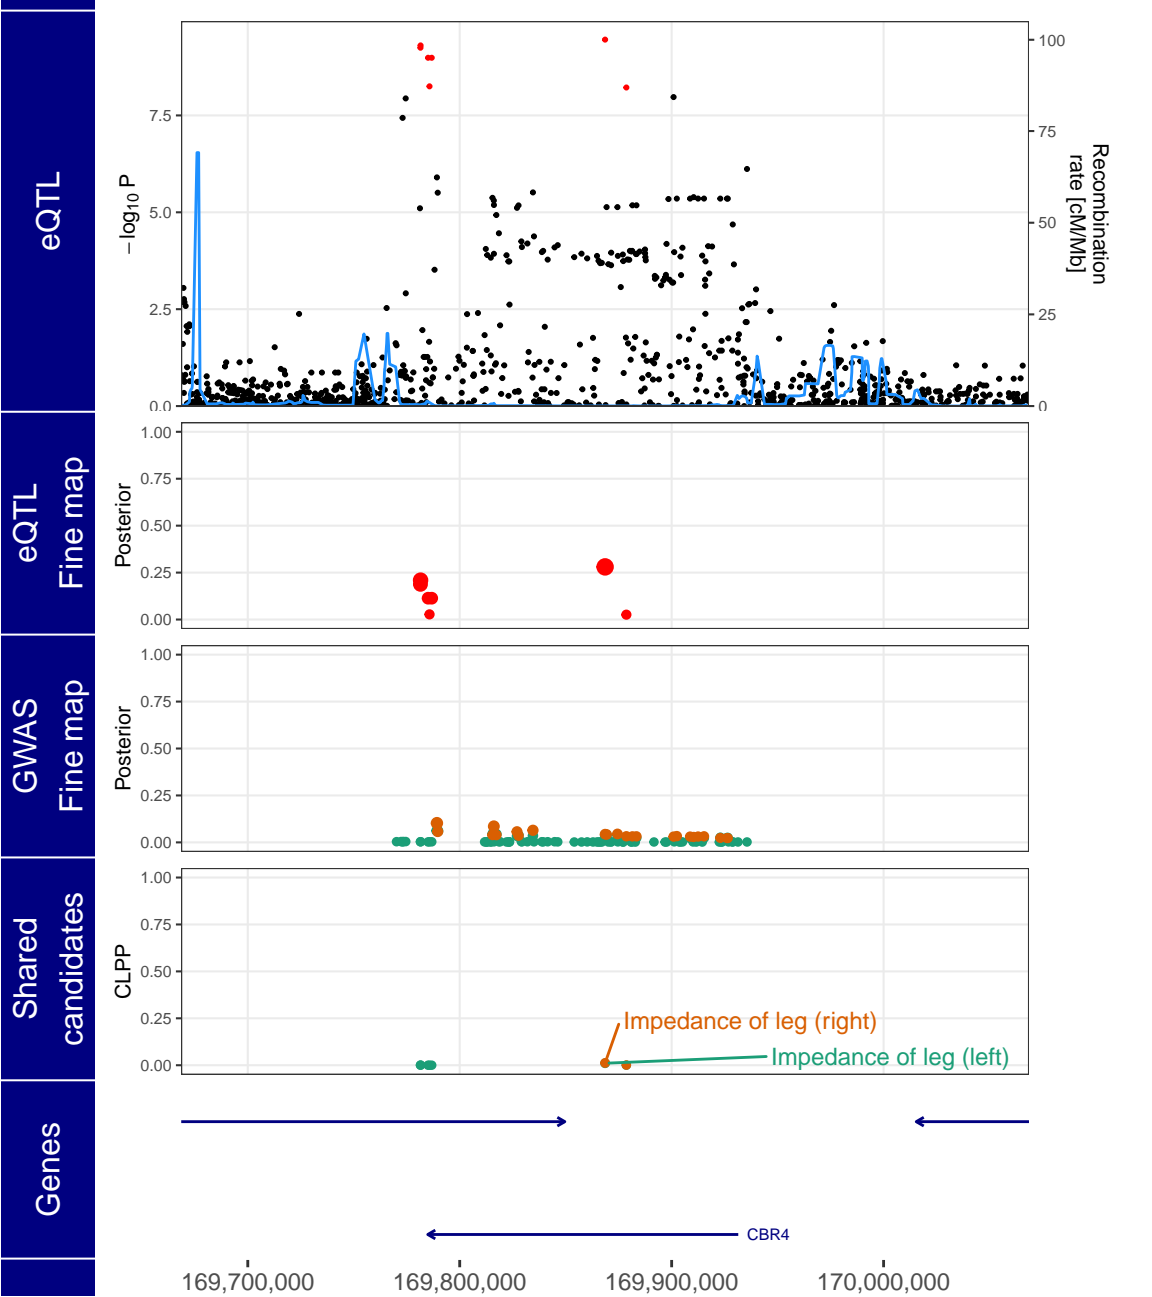 eQTL
−log10 P
7.5
5.0
2.5
0.0
100
75
50
25
0
Recombination
rate [cM/Mb]
eQTL
Fine map
Posterior
1.00
0.75
0.50
0.25
0.00
GWAS
Fine map
Posterior
1.00
0.75
0.50
0.25
0.00
Shared
candidates
CLPP
1.00
0.75
0.50
0.25
0.00
Impedance of leg (right)
Impedance of leg (left)
Genes
CBR4
169,700,000
169,800,000
169,900,000
170,000,000